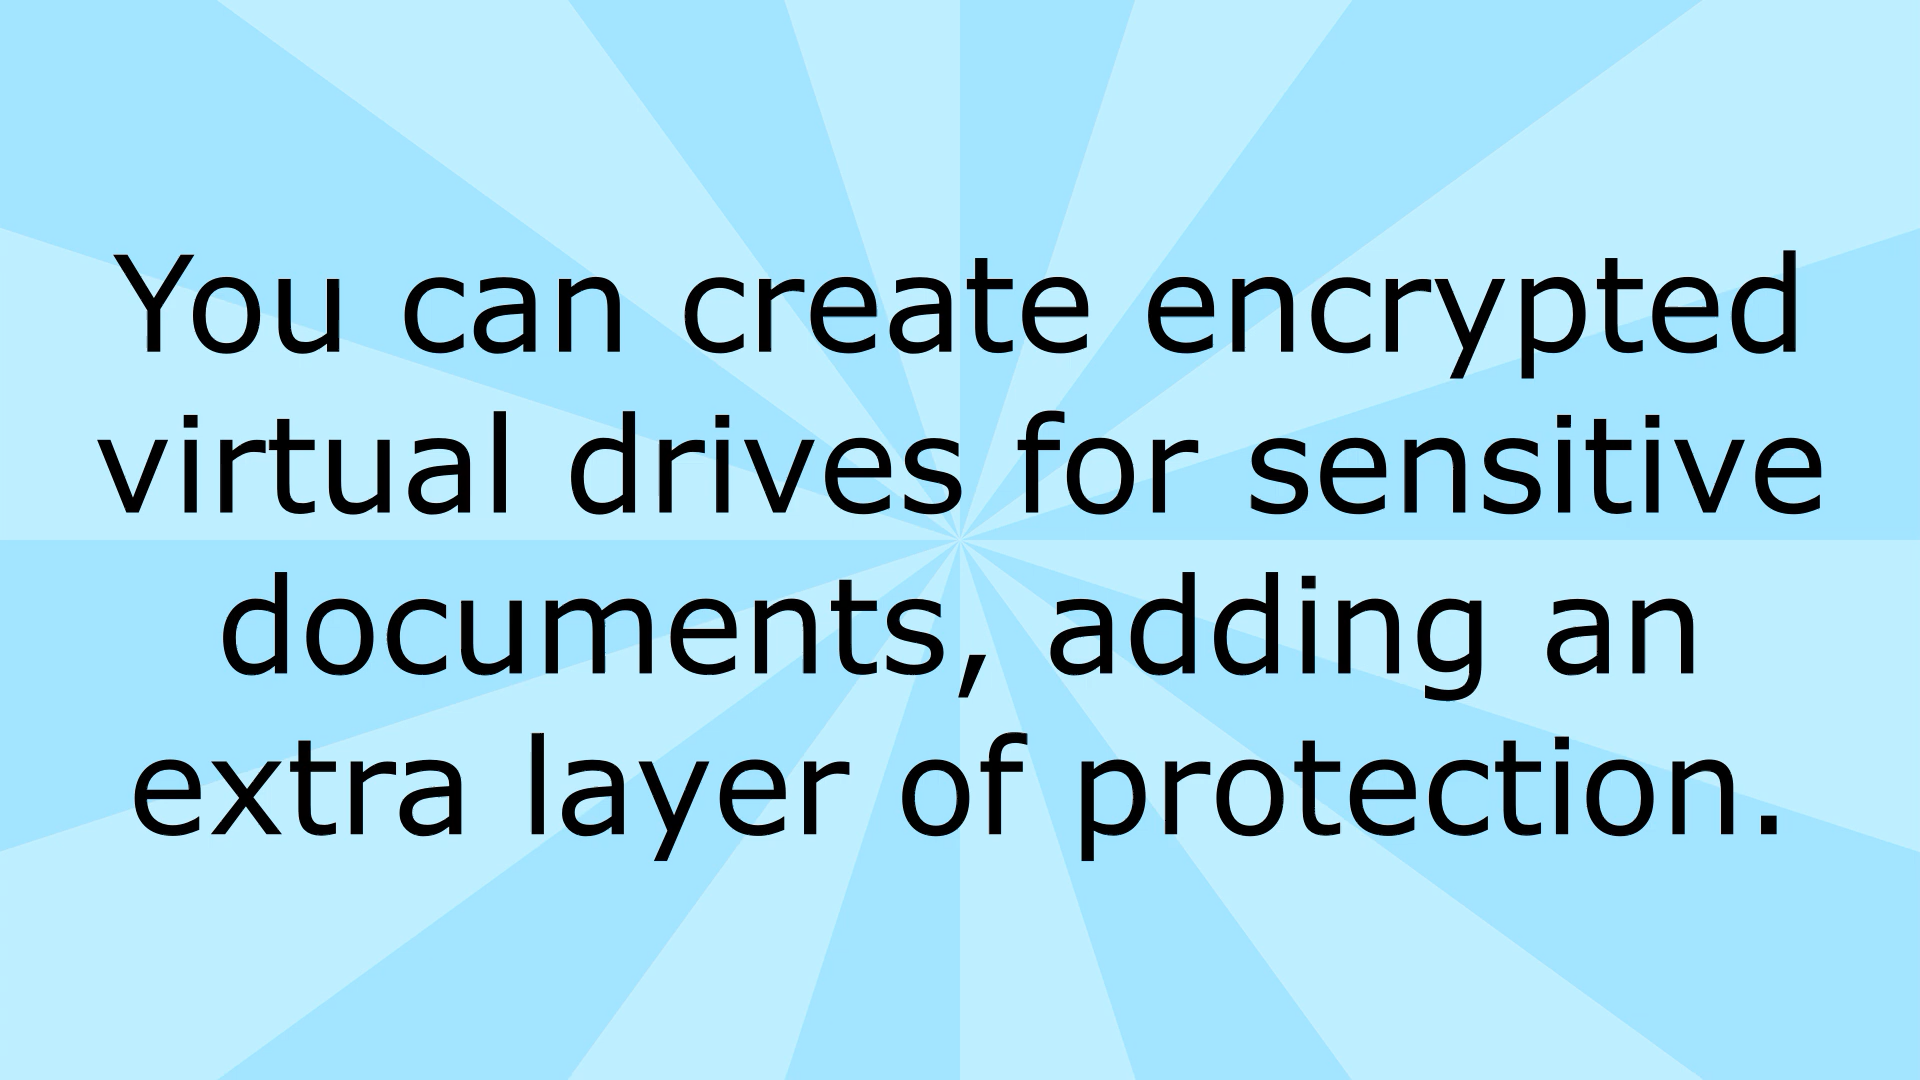 You can create encrypted
virtual drives for sensitive
documents, adding an
extra layer of protection.